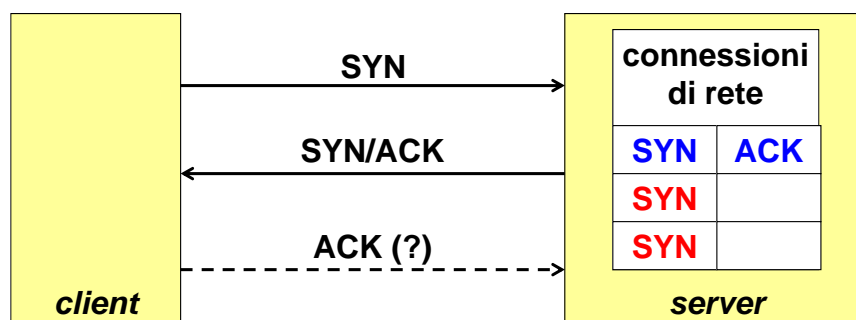 SYN
SYN/ACK
ACK (?)
client
connessioni
di rete
SYN ACK
SYN
SYN
server